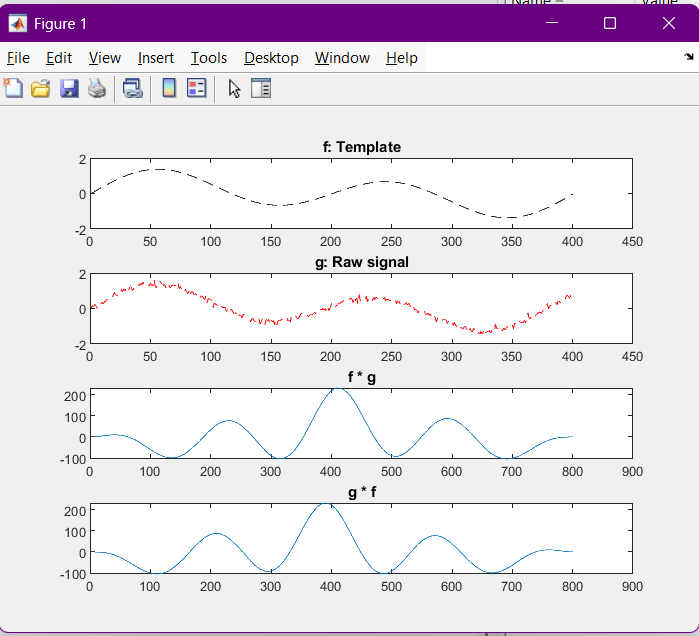 Name Value
Figure 1
File Edit View Insert Tools Desktop Window Help
f: Template
2
0
-2
0 50 100 150 200 250 300 350 400 450
g: Raw signal
2
0
-2
0 50 100 150 200 250 300 350 400 450
f * g
200
100
0
-100
0 100 200 300 400 500 600 700 800 900
g * f
200
100
0
-100
0 100 200 300 400 500 600 700 800 900